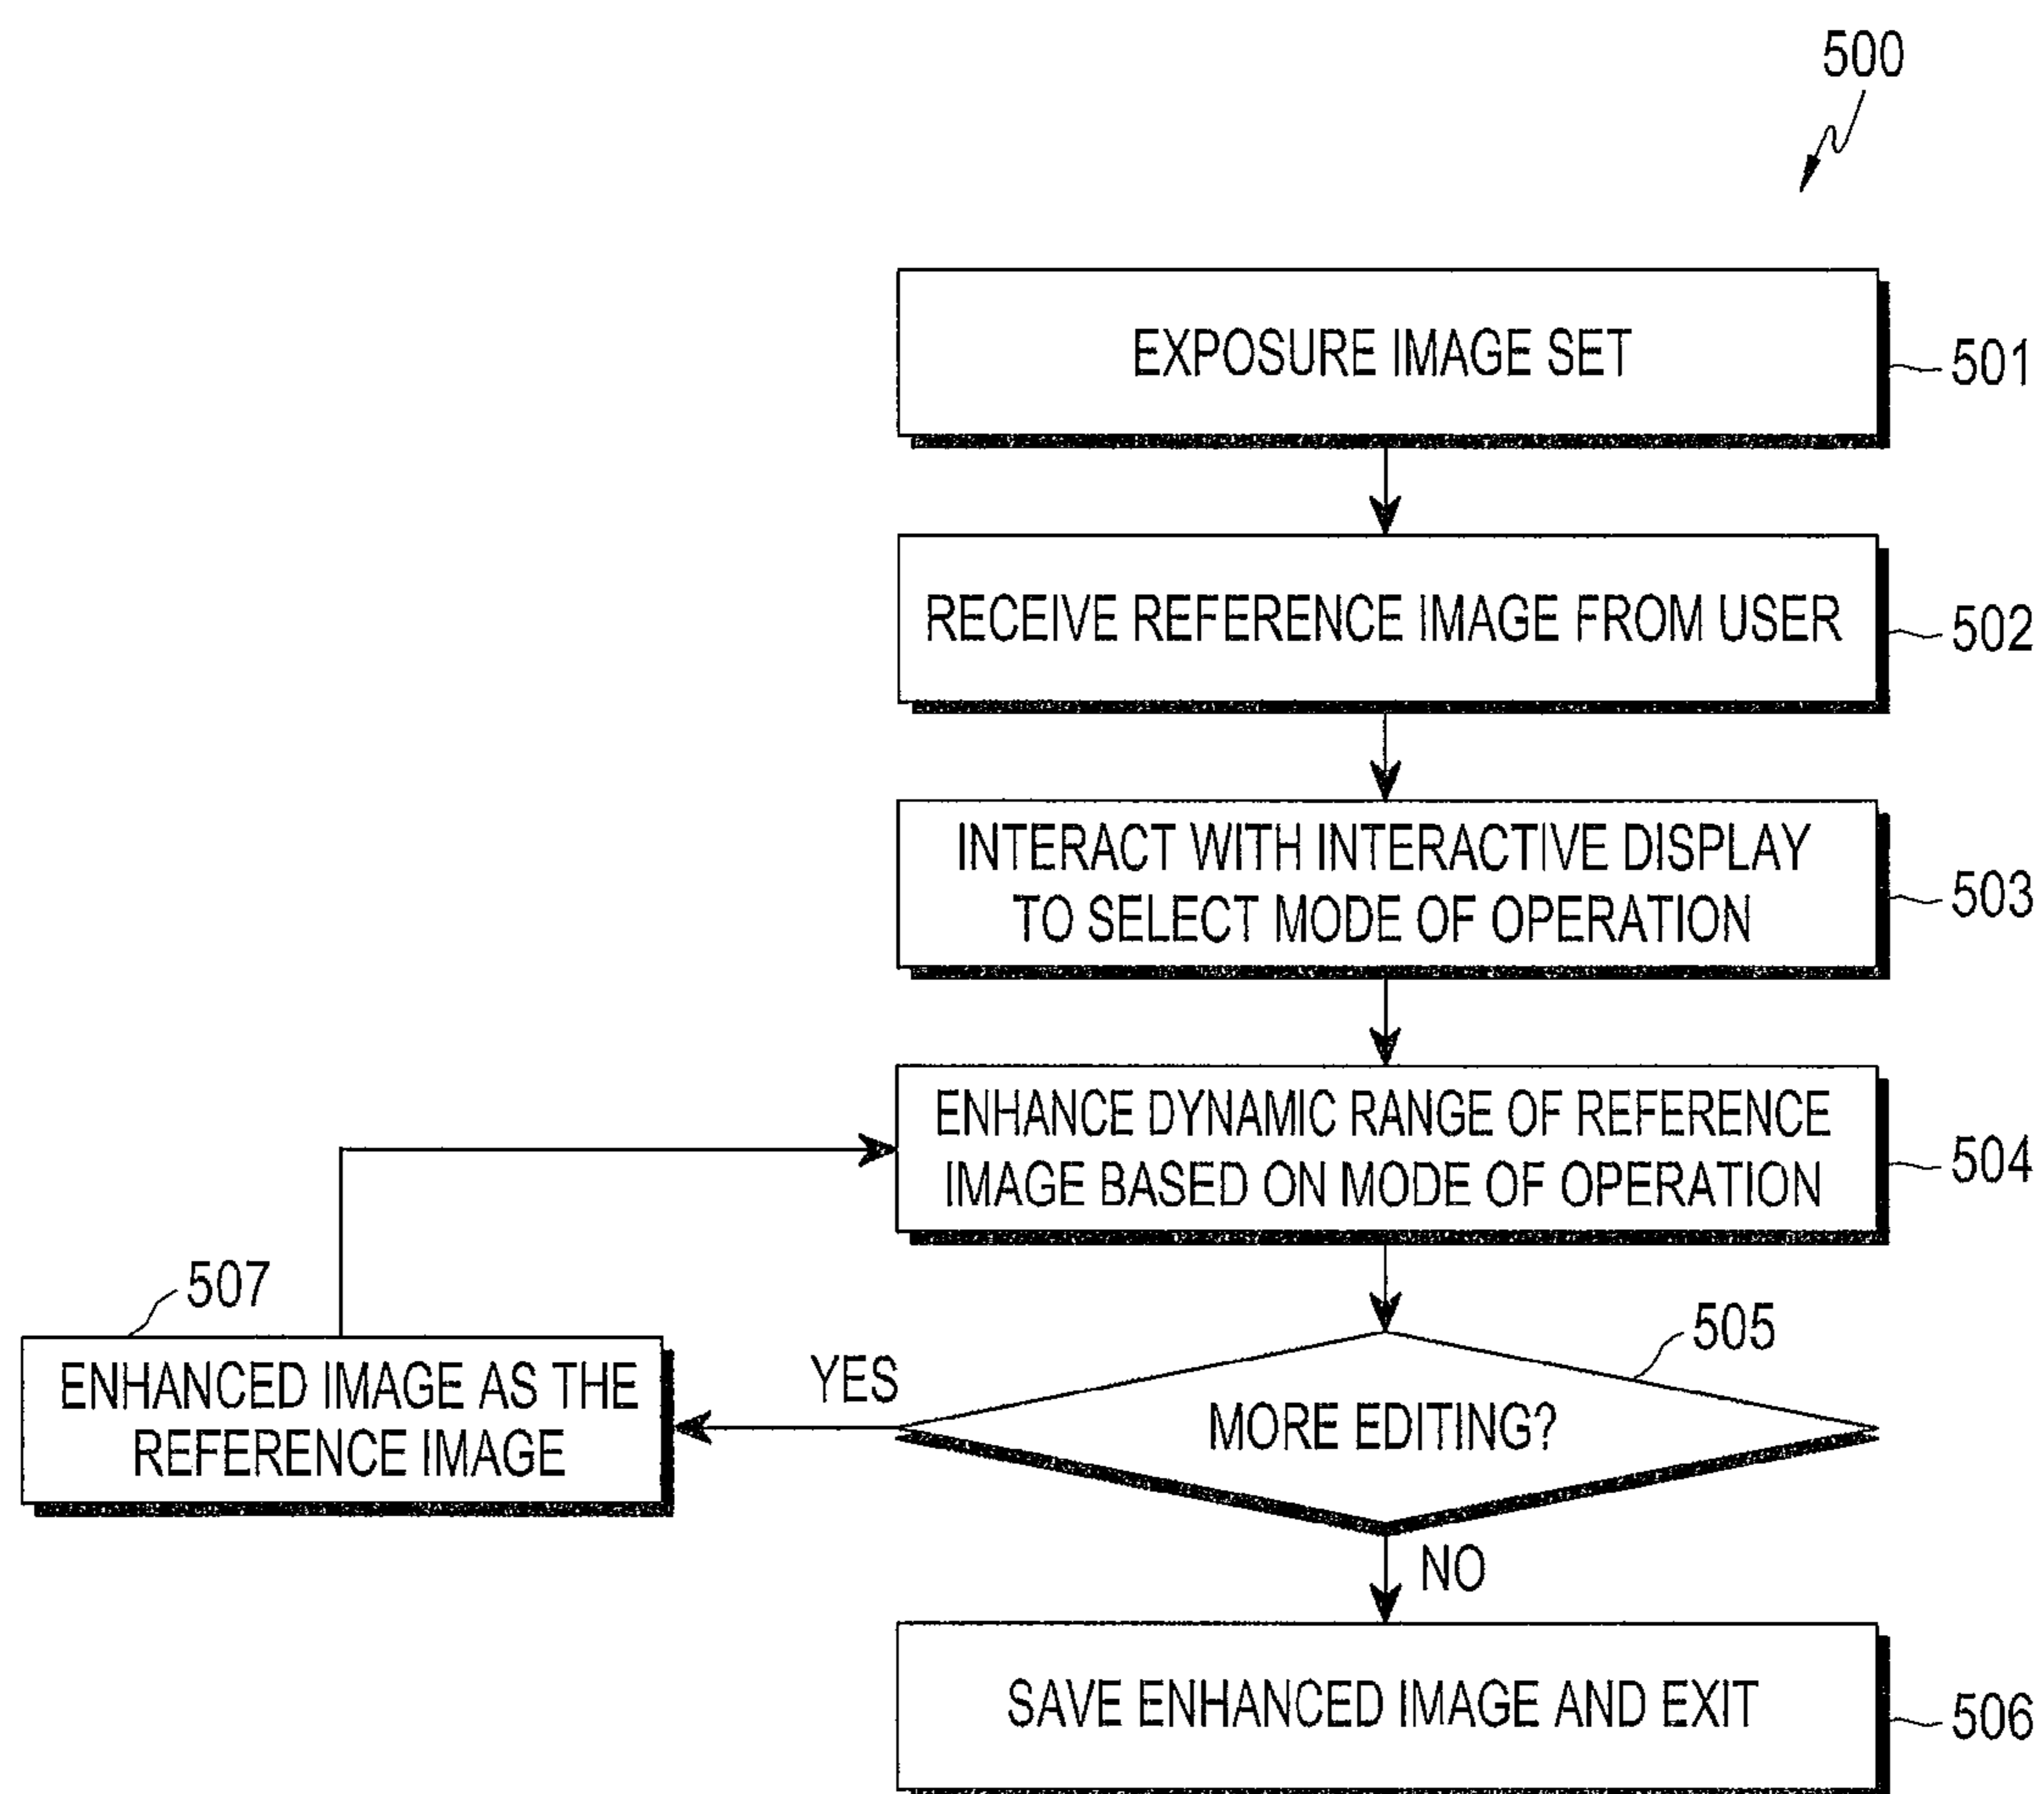 500
EXPOSURE IMAGE SET
501
RECEIVE REFERENCE IMAGE FROM USER
502
INTERACT WITH INTERACTIVE DISPLAY
TO SELECT MODE OF OPERATION
503
ENHANCE DYNAMIC RANGE OF REFERENCE
IMAGE BASED ON MODE OF OPERATION
504
507
ENHANCED IMAGE AS THE
REFERENCE IMAGE
YES
505
MORE EDITING?
NO
SAVE ENHANCED IMAGE AND EXIT
506